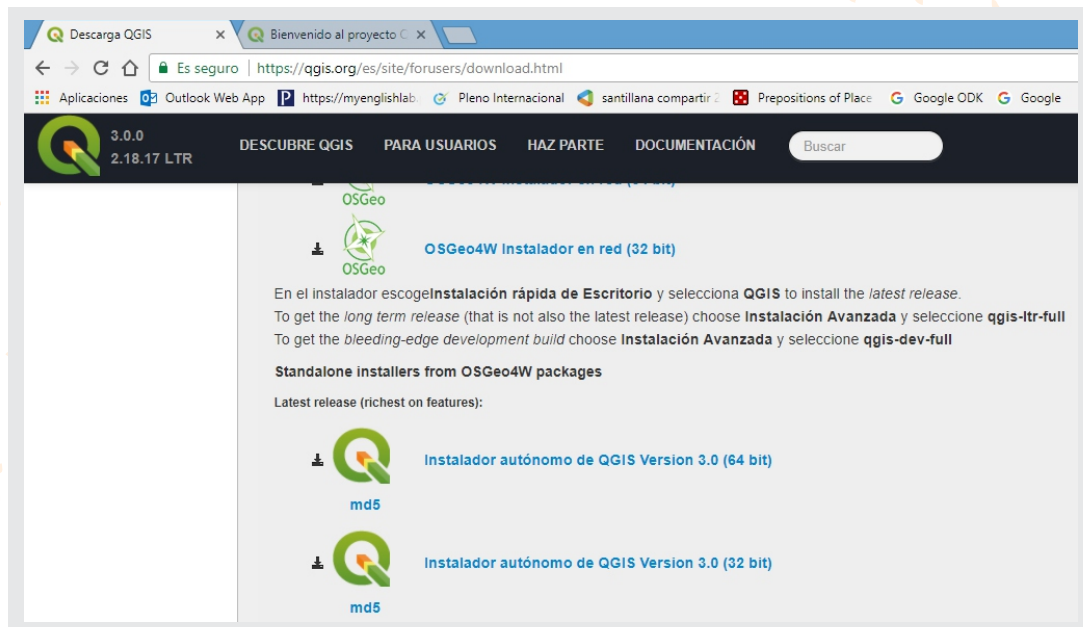 Descarga QGIS
Bienvenido al proyecto
Es seguro https://qgis.org/es/site/forusers/download.html
Aplicaciones Outlook Web App https://myenglishlab. Pleno Internacional santillana compartir 2 Prepositions of Place Google ODK Google
3.0.0
2.18.17 LTR
DESCUBRE QGIS PARA USUARIOS HAZ PARTE DOCUMENTACIÓN Buscar
OSGeo
OSGeo4W Instalador en red (32 bit)
OSGeo
En el instalador escogeInstalación rápida de Escritorio y selecciona QGIS to install the latest release.
To get the long term release (that is not also the latest release) choose Instalación Avanzada y seleccione qgis-ltr-full
To get the bleeding-edge development build choose Instalación Avanzada y seleccione qgis-dev-full
Standalone installers from OSGeo4W packages
Latest release (richest on features):
Instalador autónomo de QGIS Version 3.0 (64 bit)
md5
Instalador autónomo de QGIS Version 3.0 (32 bit)
md5